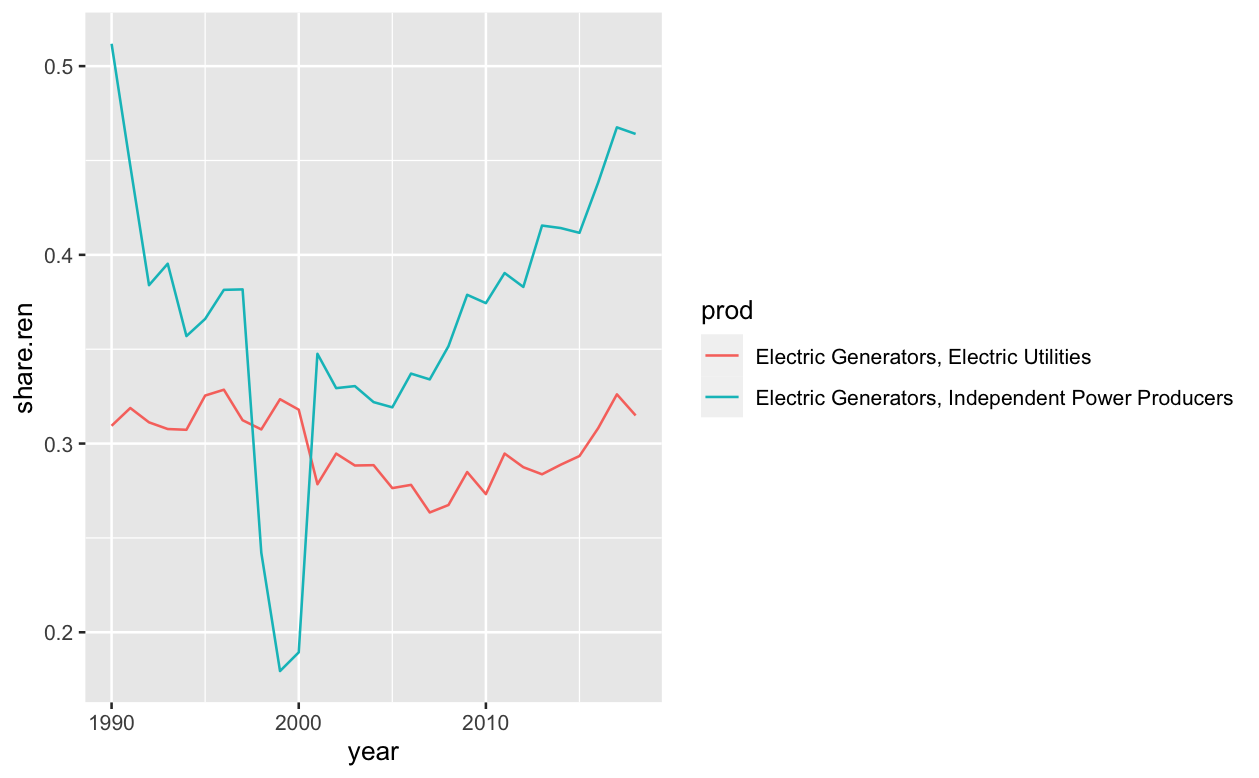 0.5
0.4
0.3
0.2
share.ren
1990 2000 2010
year
prod
Electric Generators, Electric Utilities
Electric Generators, Independent Power Producers